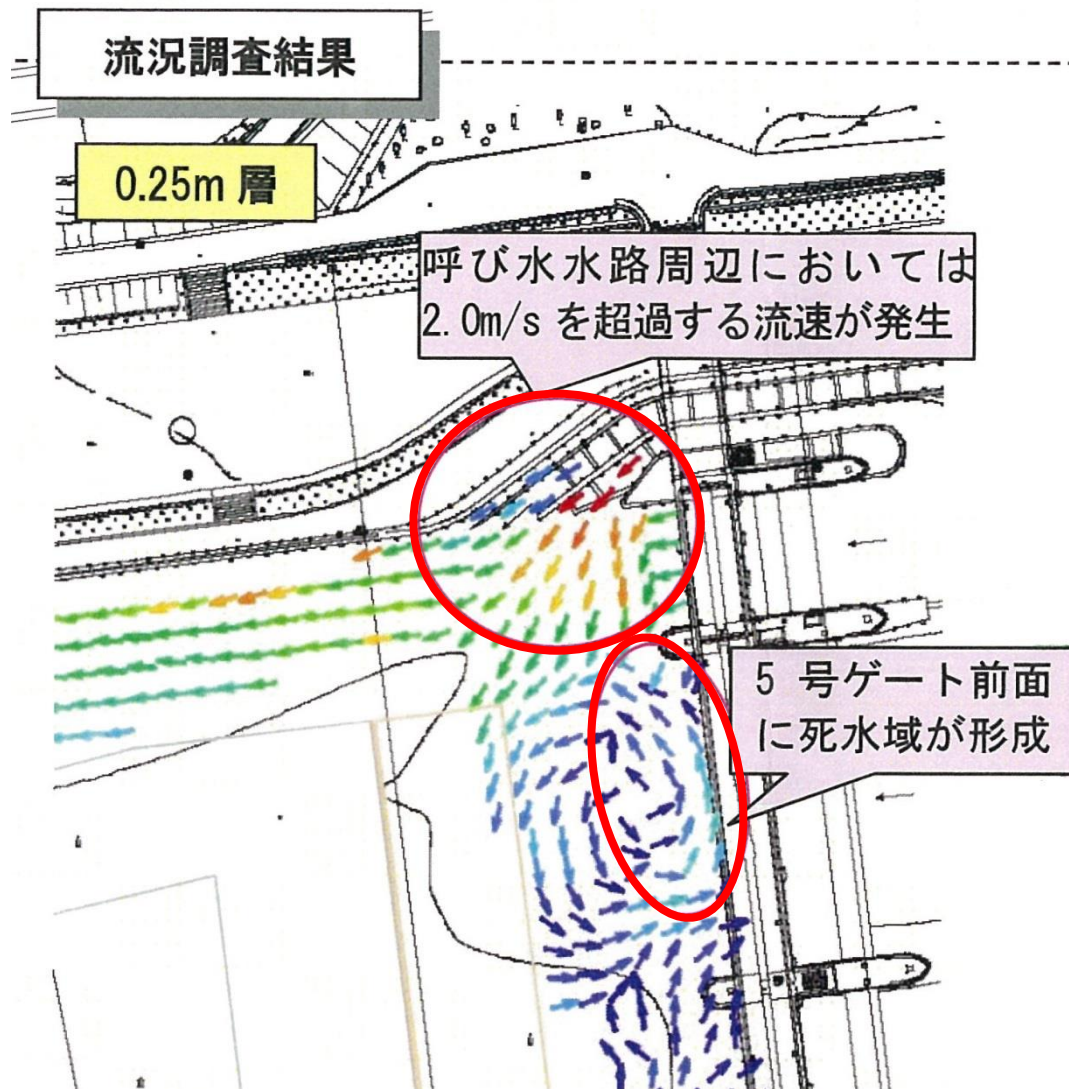 流況調査結果
0.25m 層
呼び水水路周辺においては
2.0m/s を超過する流速が発生
5 号ゲート前面
に死水域が形成